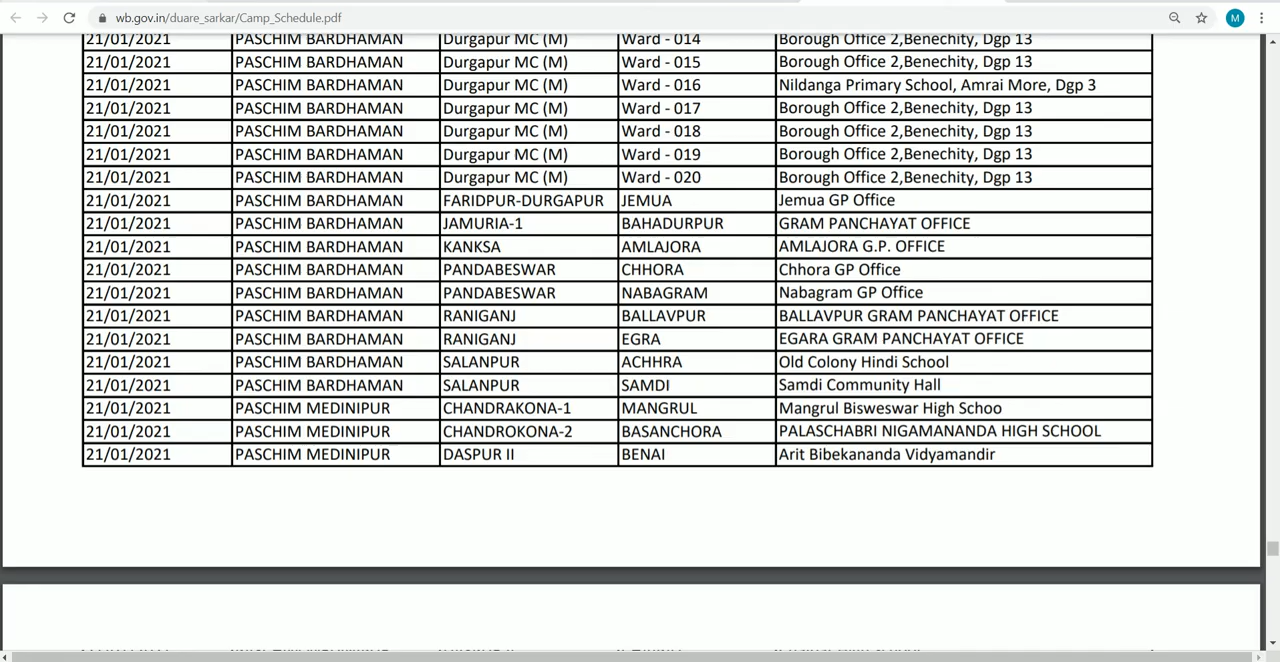 wb.gov.in/duare_sarkar/Camp_Schedule.pdf
M
21/01/2021 PASCHIM BARDHAMAN Durgapur MC (M) Ward - 014 Borough Office 2,Benechity, Dgp 13
21/01/2021 PASCHIM BARDHAMAN Durgapur MC (M) Ward - 015 Borough Office 2,Benechity, Dgp 13
21/01/2021 PASCHIM BARDHAMAN Durgapur MC (M) Ward - 016 Nildanga Primary School, Amrai More, Dgp 3
21/01/2021 PASCHIM BARDHAMAN Durgapur MC (M) Ward - 017 Borough Office 2,Benechity, Dgp 13
21/01/2021 PASCHIM BARDHAMAN Durgapur MC (M) Ward - 018 Borough Office 2,Benechity, Dgp 13
21/01/2021 PASCHIM BARDHAMAN Durgapur MC (M) Ward - 019 Borough Office 2,Benechity, Dgp 13
21/01/2021 PASCHIM BARDHAMAN Durgapur MC (M) Ward - 020 Borough Office 2,Benechity, Dgp 13
21/01/2021 PASCHIM BARDHAMAN FARIDPUR-DURGAPUR JEMUA Jemua GP Office
21/01/2021 PASCHIM BARDHAMAN JAMURIA-1 BAHADURPUR GRAM PANCHAYAT OFFICE
21/01/2021 PASCHIM BARDHAMAN KANKSA AMLAJORA AMLAJORA G.P. OFFICE
21/01/2021 PASCHIM BARDHAMAN PANDABESWAR CHHORA Chhora GP Office
21/01/2021 PASCHIM BARDHAMAN PANDABESWAR NABAGRAM Nabagram GP Office
21/01/2021 PASCHIM BARDHAMAN RANIGANJ BALLAVPUR BALLAVPUR GRAM PANCHAYAT OFFICE
21/01/2021 PASCHIM BARDHAMAN RANIGANJ EGRA EGARA GRAM PANCHAYAT OFFICE
21/01/2021 PASCHIM BARDHAMAN SALANPUR ACHHRA Old Colony Hindi School
21/01/2021 PASCHIM BARDHAMAN SALANPUR SAMDI Samdi Community Hall
21/01/2021 PASCHIM MEDINIPUR CHANDRAKONA-1 MANGRUL Mangrul Bisweswar High Schoo
21/01/2021 PASCHIM MEDINIPUR CHANDROKONA-2 BASANCHORA PALASCHABRI NIGAMANANDA HIGH SCHOOL
21/01/2021 PASCHIM MEDINIPUR DASPUR II BENAI Arit Bibekananda Vidyamandir